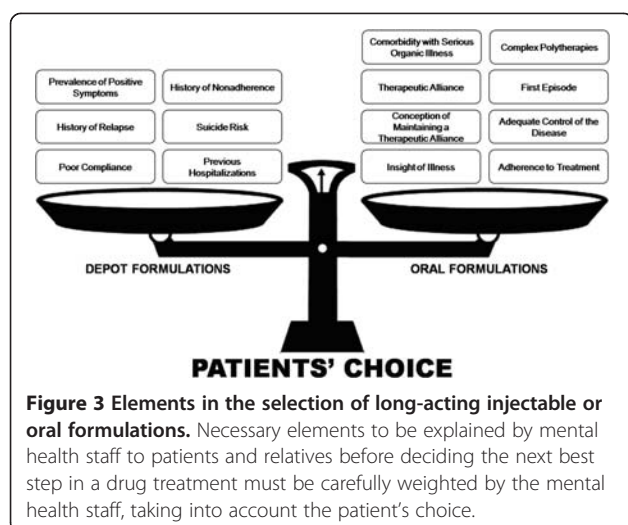 Prevalence of Positive
Symptoms
History of Nonadherence
History of Relapse
Suicide Risk
Poor Compliance
Previous
Hospitalizations
Comorbidity with Serious
Organic Illness
Complex Polytherapies
Therapeutic Alliance
First Episode
Conception of
Maintaining a
Therapeutic Alliance
Adequate Control of the
Disease
Insight of Illness
Adherence to Treatment
DEPOT FORMULATIONS
ORAL FORMULATIONS
PATIENTS' CHOICE
Figure 3 Elements in the selection of long-acting injectable or
oral formulations. Necessary elements to be explained by mental
health staff to patients and relatives before deciding the next best
step in a drug treatment must be carefully weighted by the mental
health staff, taking into account the patient's choice.